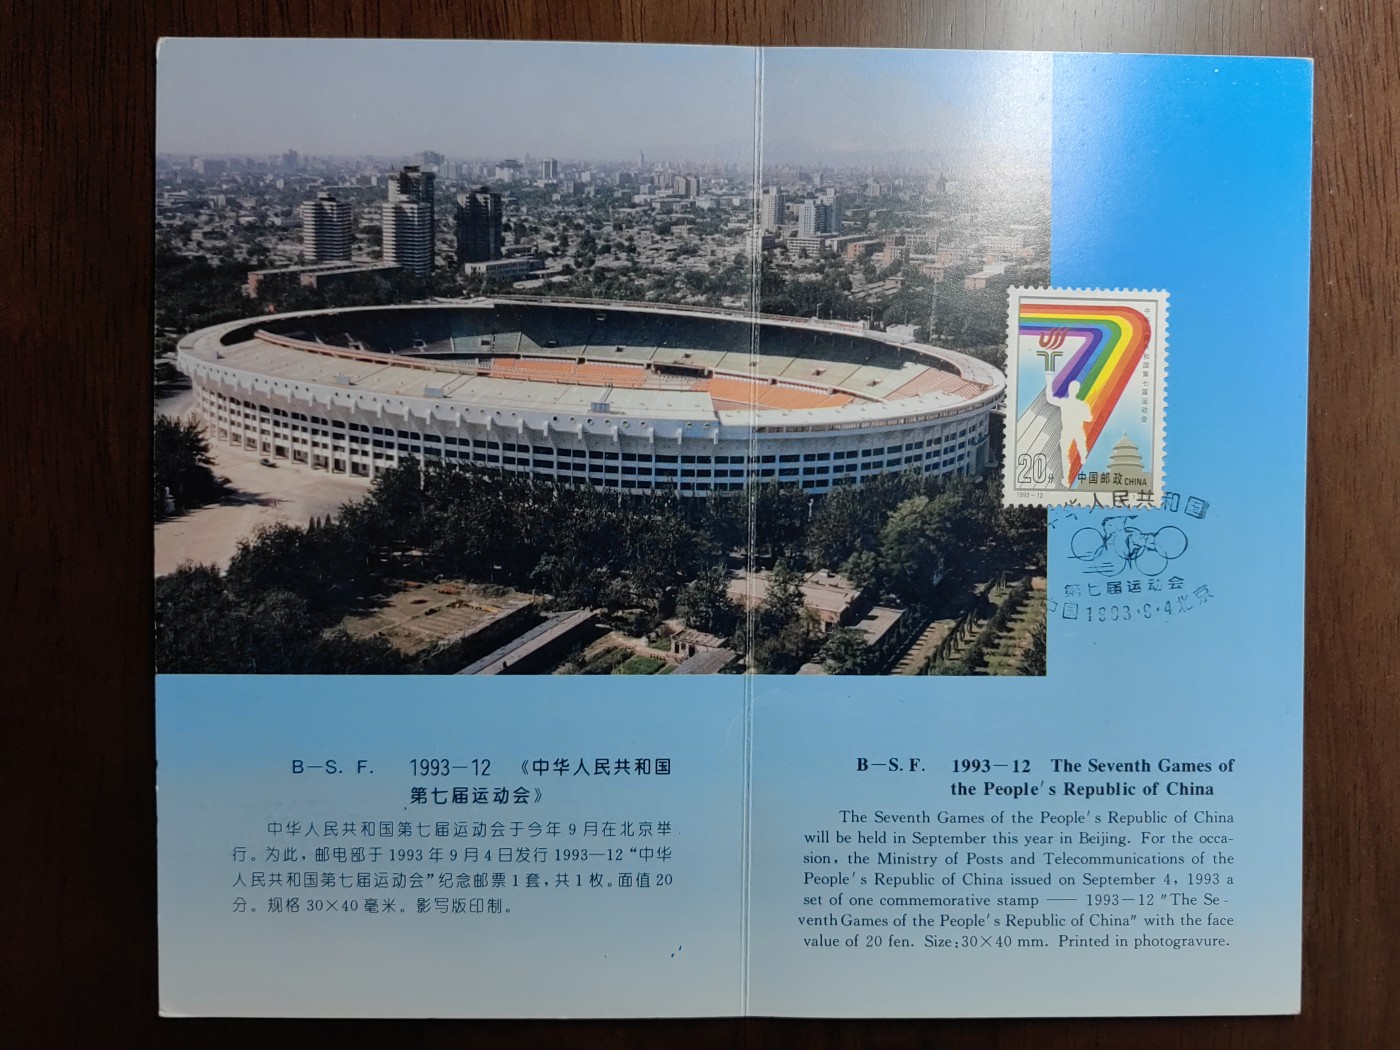 中华人民共和国第七届运动会
20分
中国邮政 CHINA
1993-12
华人民共和国
第七届运动会
中国 1993·9·4 北京
B—S. F. 1993—12 《中华人民共和国
第七届运动会》
中华人民共和国第七届运动会于今年9月在北京举
行。为此，邮电部于1993年9月4日发行1993—12“中华
人民共和国第七届运动会”纪念邮票1套，共1枚。面值20
分。规格30×40毫米。影写版印制。
B—S. F. 1993—12 The Seventh Games of
the People's Republic of China
The Seventh Games of the People's Republic of China
will be held in September this year in Beijing. For the occa-
sion, the Ministry of Posts and Telecommunications of the
People's Republic of China issued on September 4, 1993 a
set of one commemorative stamp —— 1993—12 "The Se-
venth Games of the People's Republic of China" with the face
value of 20 fen. Size:30×40 mm. Printed in photogravure.